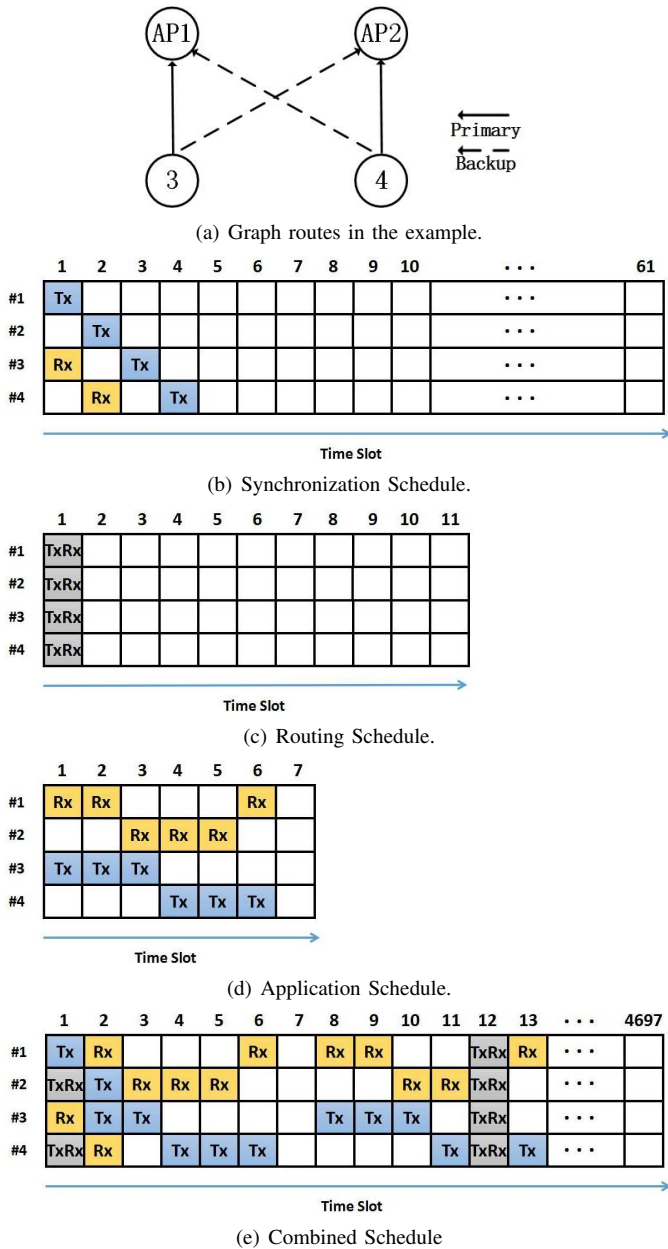 AP1 AP2
Primary
3 4 Backup
(a) Graph routes in the example.
1 2 3 4 5 6 7 8 9 10 ··· 61
#1 Tx ···
#2 Tx ···
#3 Rx Tx ···
#4 Rx Tx ···
Time Slot
(b) Synchronization Schedule.
1 2 3 4 5 6 7 8 9 10 11
#1 TxRx
#2 TxRx
#3 TxRx
#4 TxRx
Time Slot
(c) Routing Schedule.
1 2 3 4 5 6 7
#1 Rx Rx Rx
#2 Rx Rx Rx
#3 Tx Tx Tx
#4 Tx Tx Tx
Time Slot
(d) Application Schedule.
1 2 3 4 5 6 7 8 9 10 11 12 13 ··· 4697
#1 Tx Rx Rx Rx Rx TxRx Rx ···
#2 TxRx Tx Rx Rx Rx Rx Rx TxRx ···
#3 Rx Tx Tx Tx Tx Tx TxRx ···
#4 TxRx Rx Tx Tx Tx Tx TxRx Tx ···
Time Slot
(e) Combined Schedule